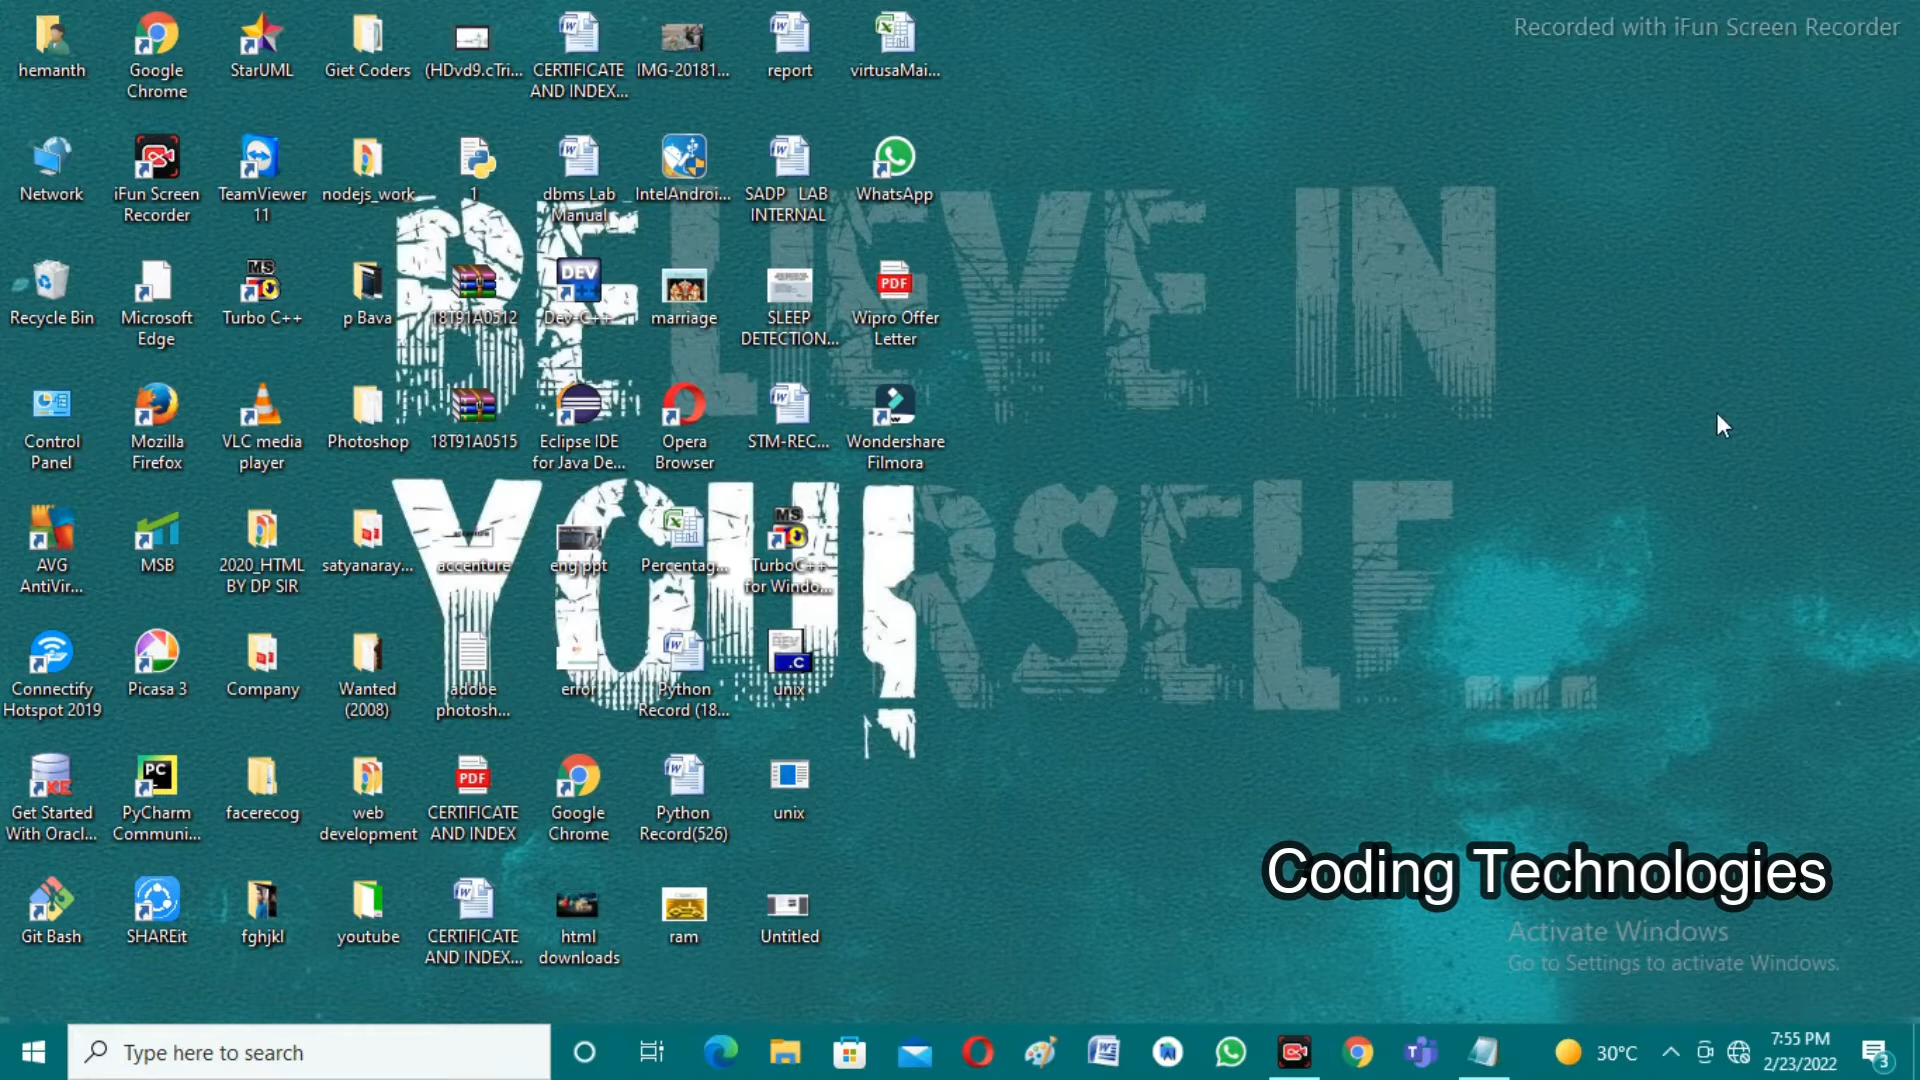 Recorded with iFun Screen Recorder
hemanth
Google
Chrome
StarUML
Giet Coders
(HDvd9.cTri...
CERTIFICATE
AND INDEX...
IMG-20181...
report
virtusaMai...
Network
iFun Screen
Recorder
TeamViewer
11
nodejs_work
1
dbms Lab
Manual
IntelAndroi...
SADP LAB
INTERNAL
WhatsApp
BELIEVE IN
Recycle Bin
Microsoft
Edge
MS
Turbo C++
p Bava
18T91A0512
DEV
Dev-C++
marriage
SLEEP
DETECTION...
PDF
Wipro Offer
Letter
Control
Panel
Mozilla
Firefox
VLC media
player
Photoshop
18T91A0515
Eclipse IDE
for Java De...
Opera
Browser
STM-REC...
Wondershare
Filmora
YOURSELF...
AVG
AntiVir...
MSB
2020_HTML
BY DP SIR
satyanaray...
accenture
eng ppt
Percentag...
MS
TurboC++
for Windo...
Connectify
Hotspot 2019
Picasa 3
Company
Wanted
(2008)
adobe
photosh...
error
Python
Record (18...
.C
unix
XE
Get Started
With Oracl...
PC
PyCharm
Communi...
facerecog
web
development
PDF
CERTIFICATE
AND INDEX
Google
Chrome
Python
Record(526)
unix
Coding Technologies
Git Bash
SHAREit
fghjkl
youtube
CERTIFICATE
AND INDEX...
html
downloads
ram
Untitled
Activate Windows
Go to Settings to activate Windows.
Type here to search
30°C
7:55 PM
2/23/2022
3